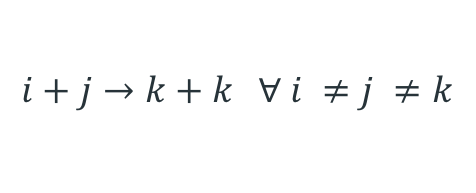 i + j → k + k ∀ i ≠ j ≠ k